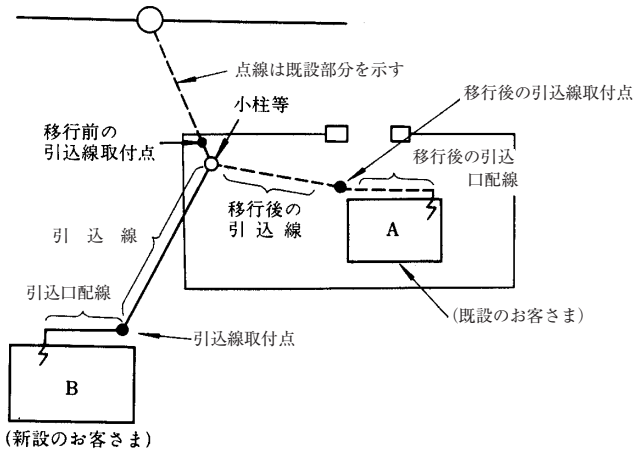 点線は既設部分を示す
移行後の引込線取付点
小柱等
移行前の
引込線取付点
移行後の引込
口配線
移行後の
引込線
A
引込線
(既設のお客さま)
引込口配線
引込線取付点
B
(新設のお客さま)